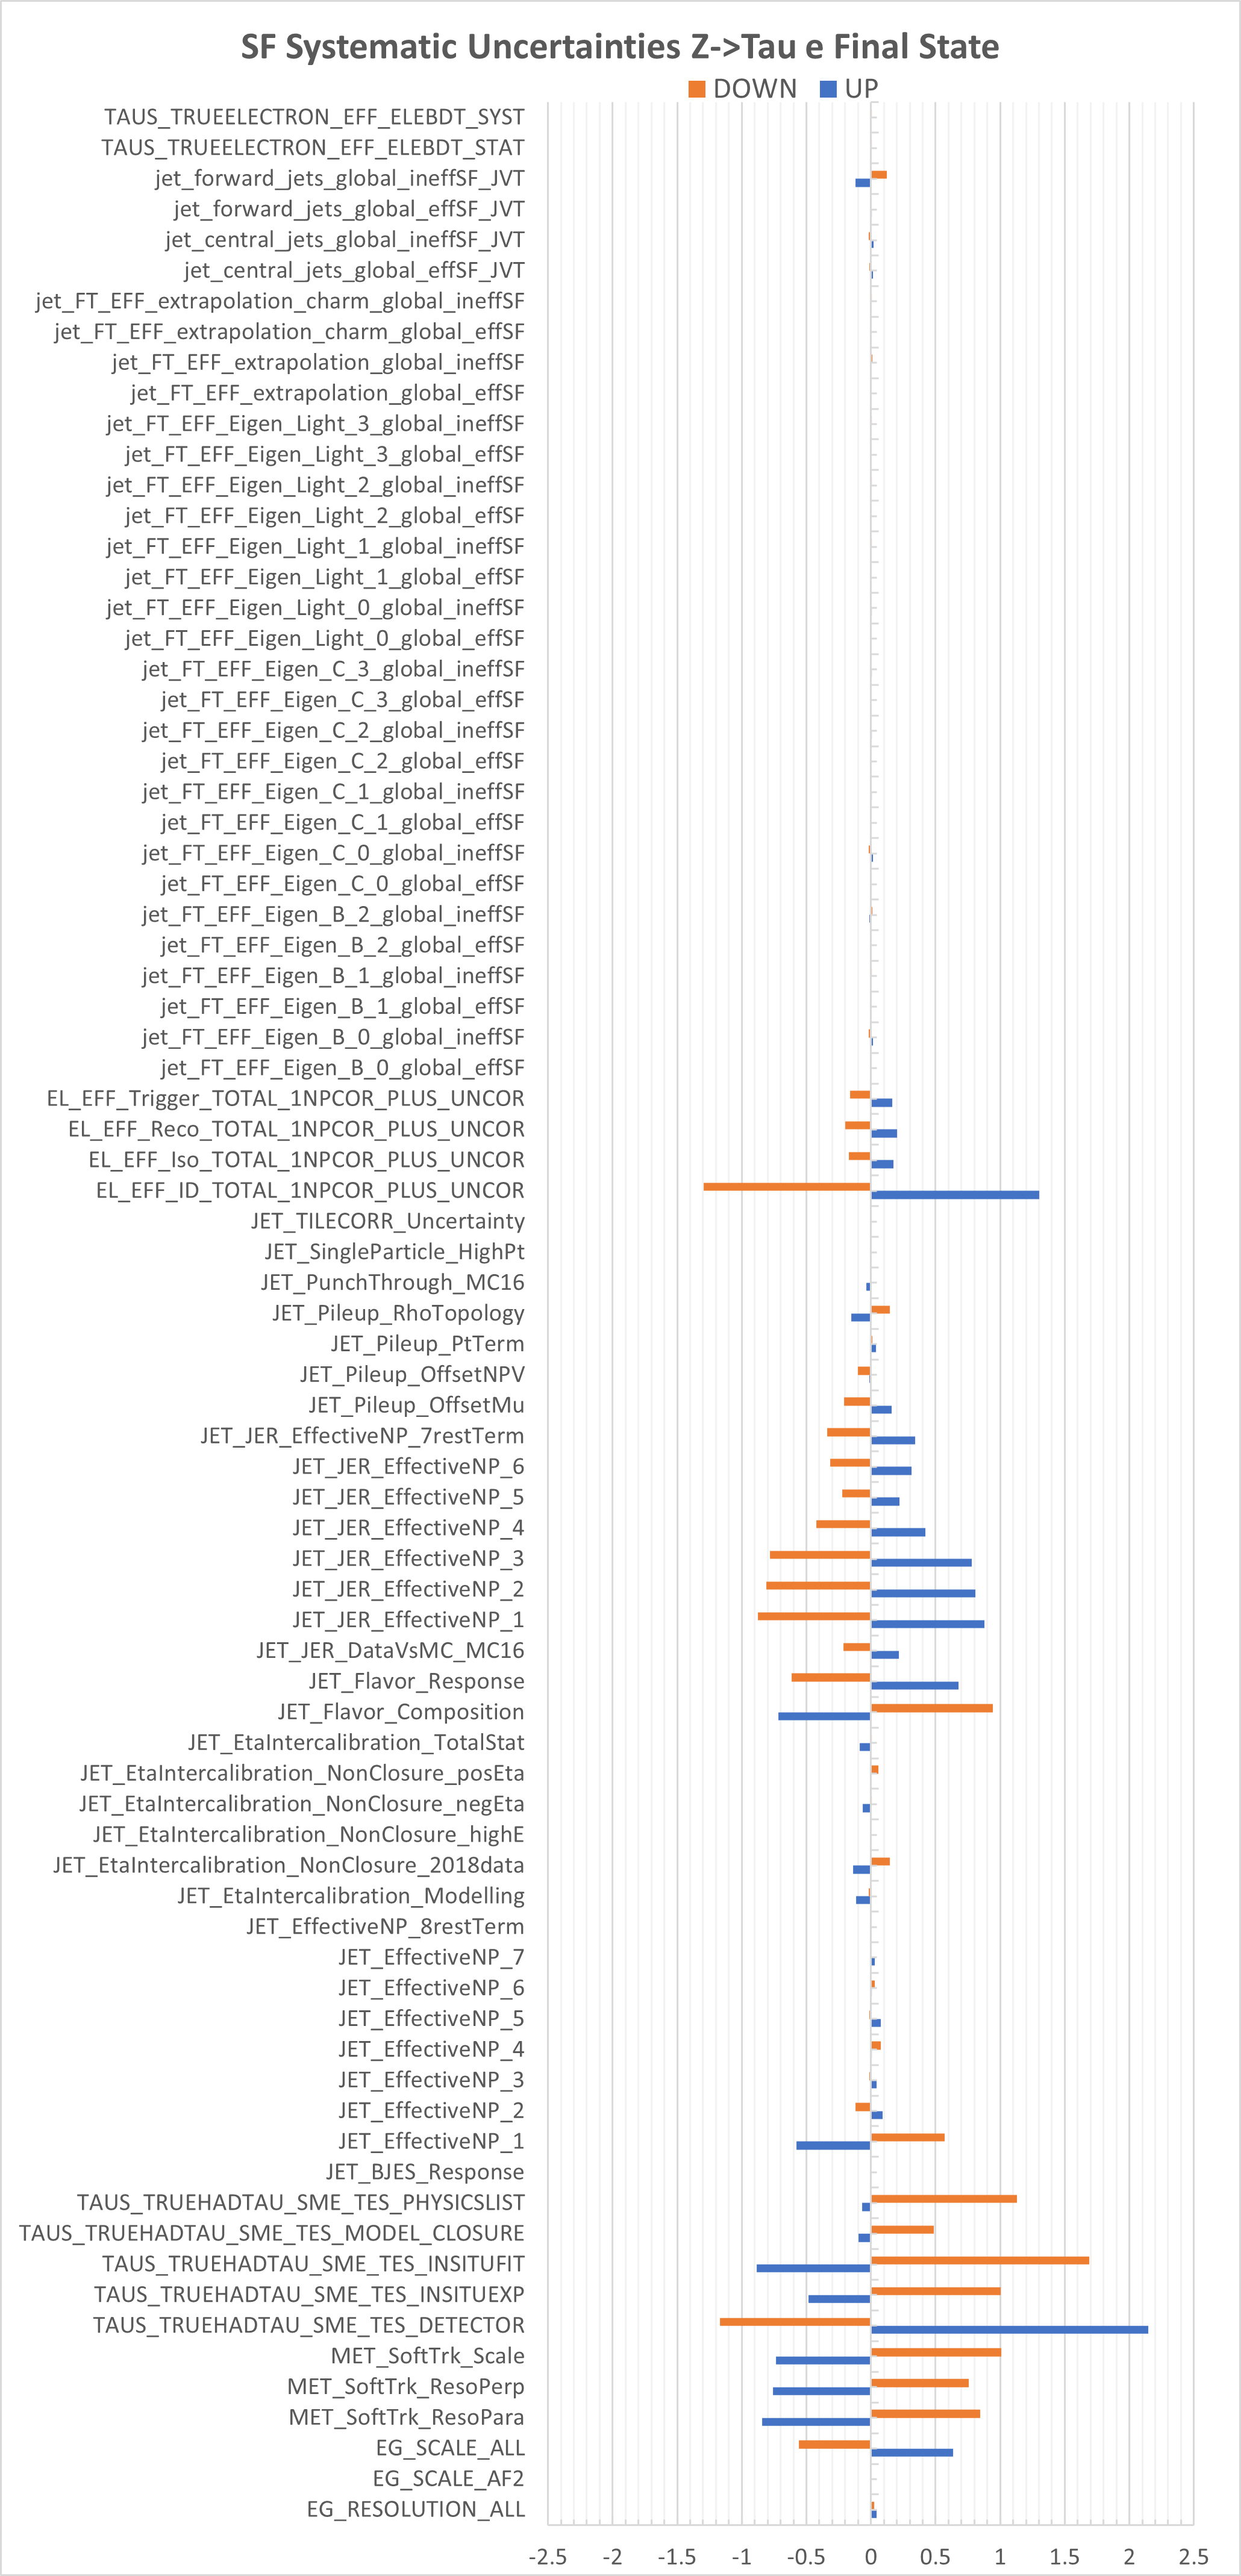 SF Systematic Uncertainties Z->Tau e Final State
DOWN UP
TAUS_TRUEELECTRON_EFF_ELEBDT_SYST
TAUS_TRUEELECTRON_EFF_ELEBDT_STAT
jet_forward_jets_global_ineffSF_JVT
jet_forward_jets_global_effSF_JVT
jet_central_jets_global_ineffSF_JVT
jet_central_jets_global_effSF_JVT
jet_FT_EFF_extrapolation_charm_global_ineffSF
jet_FT_EFF_extrapolation_charm_global_effSF
jet_FT_EFF_extrapolation_global_ineffSF
jet_FT_EFF_extrapolation_global_effSF
jet_FT_EFF_Eigen_Light_3_global_ineffSF
jet_FT_EFF_Eigen_Light_3_global_effSF
jet_FT_EFF_Eigen_Light_2_global_ineffSF
jet_FT_EFF_Eigen_Light_2_global_effSF
jet_FT_EFF_Eigen_Light_1_global_ineffSF
jet_FT_EFF_Eigen_Light_1_global_effSF
jet_FT_EFF_Eigen_Light_0_global_ineffSF
jet_FT_EFF_Eigen_Light_0_global_effSF
jet_FT_EFF_Eigen_C_3_global_ineffSF
jet_FT_EFF_Eigen_C_3_global_effSF
jet_FT_EFF_Eigen_C_2_global_ineffSF
jet_FT_EFF_Eigen_C_2_global_effSF
jet_FT_EFF_Eigen_C_1_global_ineffSF
jet_FT_EFF_Eigen_C_1_global_effSF
jet_FT_EFF_Eigen_C_0_global_ineffSF
jet_FT_EFF_Eigen_C_0_global_effSF
jet_FT_EFF_Eigen_B_2_global_ineffSF
jet_FT_EFF_Eigen_B_2_global_effSF
jet_FT_EFF_Eigen_B_1_global_ineffSF
jet_FT_EFF_Eigen_B_1_global_effSF
jet_FT_EFF_Eigen_B_0_global_ineffSF
jet_FT_EFF_Eigen_B_0_global_effSF
EL_EFF_Trigger_TOTAL_1NPCOR_PLUS_UNCOR
EL_EFF_Reco_TOTAL_1NPCOR_PLUS_UNCOR
EL_EFF_Iso_TOTAL_1NPCOR_PLUS_UNCOR
EL_EFF_ID_TOTAL_1NPCOR_PLUS_UNCOR
JET_TILECORR_Uncertainty
JET_SingleParticle_HighPt
JET_PunchThrough_MC16
JET_Pileup_RhoTopology
JET_Pileup_PtTerm
JET_Pileup_OffsetNPV
JET_Pileup_OffsetMu
JET_JER_EffectiveNP_7restTerm
JET_JER_EffectiveNP_6
JET_JER_EffectiveNP_5
JET_JER_EffectiveNP_4
JET_JER_EffectiveNP_3
JET_JER_EffectiveNP_2
JET_JER_EffectiveNP_1
JET_JER_DataVsMC_MC16
JET_Flavor_Response
JET_Flavor_Composition
JET_EtaIntercalibration_TotalStat
JET_EtaIntercalibration_NonClosure_posEta
JET_EtaIntercalibration_NonClosure_negEta
JET_EtaIntercalibration_NonClosure_highE
JET_EtaIntercalibration_NonClosure_2018data
JET_EtaIntercalibration_Modelling
JET_EffectiveNP_8restTerm
JET_EffectiveNP_7
JET_EffectiveNP_6
JET_EffectiveNP_5
JET_EffectiveNP_4
JET_EffectiveNP_3
JET_EffectiveNP_2
JET_EffectiveNP_1
JET_BJES_Response
TAUS_TRUEHADTAU_SME_TES_PHYSICSLIST
TAUS_TRUEHADTAU_SME_TES_MODEL_CLOSURE
TAUS_TRUEHADTAU_SME_TES_INSITUFIT
TAUS_TRUEHADTAU_SME_TES_INSITUEXP
TAUS_TRUEHADTAU_SME_TES_DETECTOR
MET_SoftTrk_Scale
MET_SoftTrk_ResoPerp
MET_SoftTrk_ResoPara
EG_SCALE_ALL
EG_SCALE_AF2
EG_RESOLUTION_ALL
-2.5 -2 -1.5 -1 -0.5 0 0.5 1 1.5 2 2.5